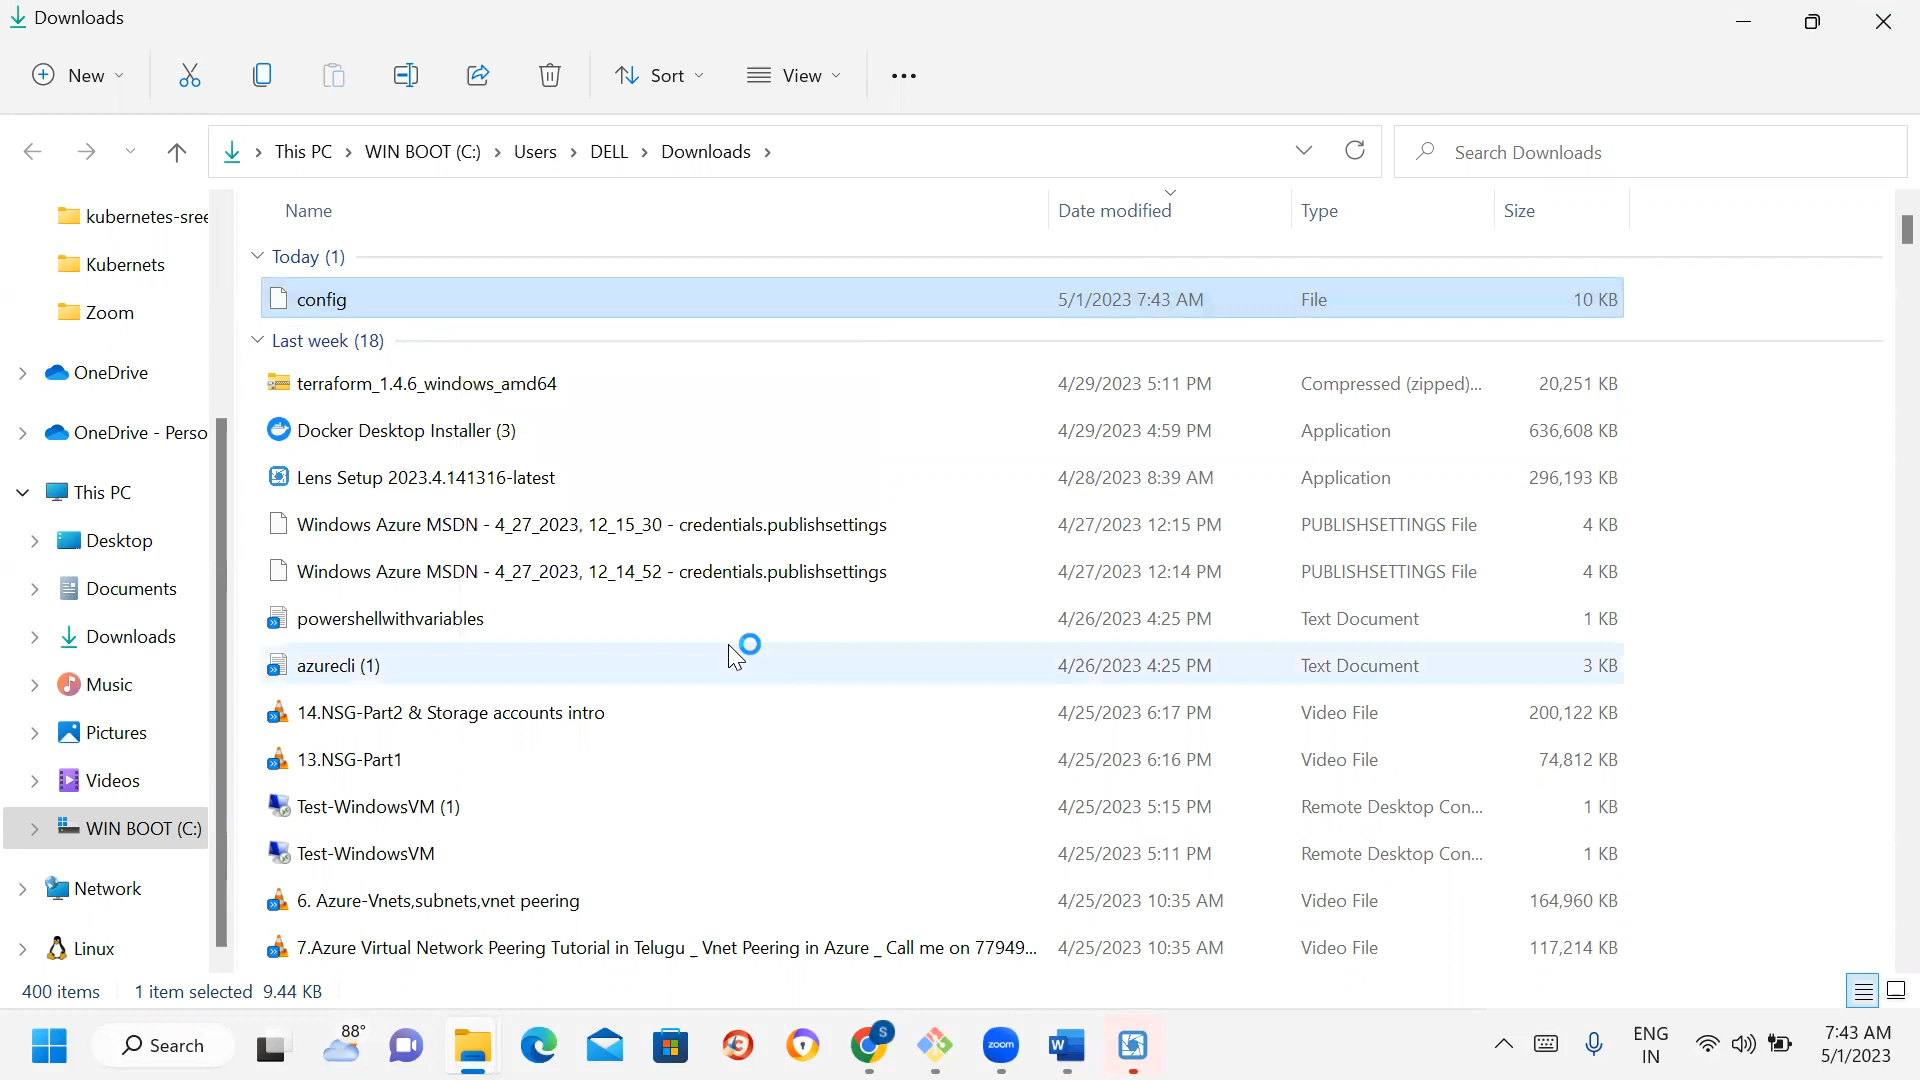 Downloads
New
Sort
View
This PC
WIN BOOT (C:)
Users
DELL
Downloads
Search Downloads
kubernetes-sree
Kubernets
Zoom
OneDrive
OneDrive - Perso
This PC
Desktop
Documents
Downloads
Music
Pictures
Videos
WIN BOOT (C:)
Network
Linux
Name Date modified Type Size
Today (1)
config 5/1/2023 7:43 AM File 10 KB
Last week (18)
terraform_1.4.6_windows_amd64 4/29/2023 5:11 PM Compressed (zipped)... 20,251 KB
Docker Desktop Installer (3) 4/29/2023 4:59 PM Application 636,608 KB
Lens Setup 2023.4.141316-latest 4/28/2023 8:39 AM Application 296,193 KB
Windows Azure MSDN - 4_27_2023, 12_15_30 - credentials.publishsettings 4/27/2023 12:15 PM PUBLISHSETTINGS File 4 KB
Windows Azure MSDN - 4_27_2023, 12_14_52 - credentials.publishsettings 4/27/2023 12:14 PM PUBLISHSETTINGS File 4 KB
powershellwithvariables 4/26/2023 4:25 PM Text Document 1 KB
azurecli (1) 4/26/2023 4:25 PM Text Document 3 KB
14.NSG-Part2 & Storage accounts intro 4/25/2023 6:17 PM Video File 200,122 KB
13.NSG-Part1 4/25/2023 6:16 PM Video File 74,812 KB
Test-WindowsVM (1) 4/25/2023 5:15 PM Remote Desktop Con... 1 KB
Test-WindowsVM 4/25/2023 5:11 PM Remote Desktop Con... 1 KB
6. Azure-Vnets,subnets,vnet peering 4/25/2023 10:35 AM Video File 164,960 KB
7.Azure Virtual Network Peering Tutorial in Telugu _ Vnet Peering in Azure _ Call me on 77949... 4/25/2023 10:35 AM Video File 117,214 KB
400 items 1 item selected 9.44 KB
Search
88°
S
zoom
W
ENG
IN
7:43 AM
5/1/2023